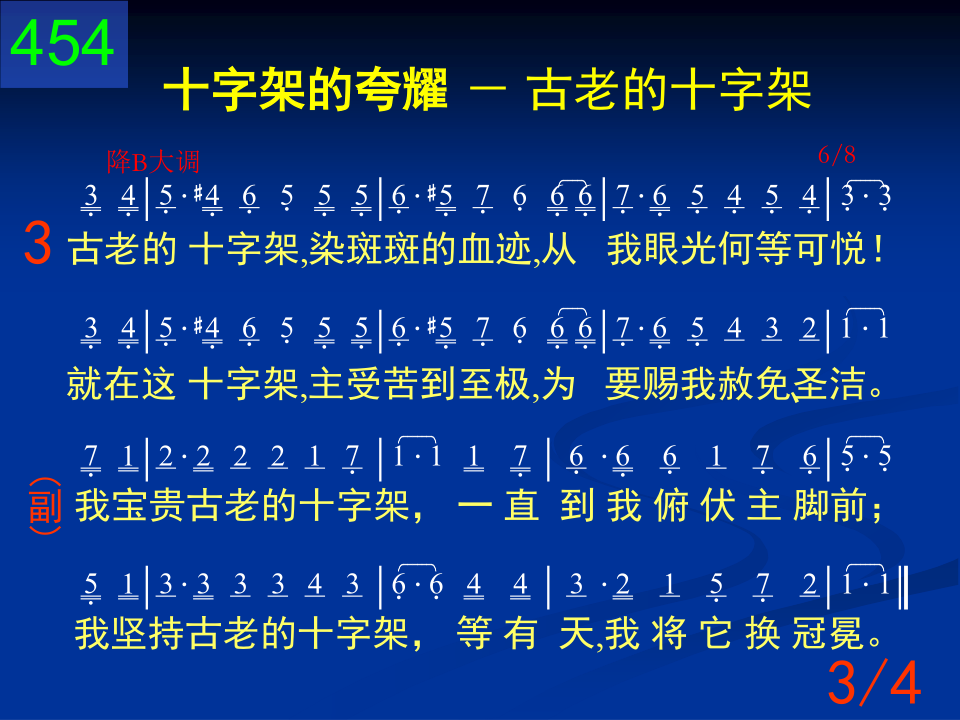 454
十字架的夸耀 － 古老的十字架
降B大调 6/8
3 4 | 5 · #4 6 5 5 5 | 6 · #5 7 6 6 6 | 7 · 6 5 4 5 4 | 3 · 3
3 古老的 十字架,染斑斑的血迹,从 我眼光何等可悦！
3 4 | 5 · #4 6 5 5 5 | 6 · #5 7 6 6 6 | 7 · 6 5 4 3 2 | 1 · 1
就在这 十字架,主受苦到至极,为 要赐我赦免、圣洁。
7 1 | 2 · 2 2 2 1 7 | 1 · 1 1 7 | 6 · 6 6 1 7 6 | 5 · 5
（副） 我宝贵古老的十字架， 一 直 到 我 俯 伏 主 脚前；
5 1 | 3 · 3 3 3 4 3 | 6 · 6 4 4 | 3 · 2 1 5 7 2 | 1 · 1 ‖
我坚持古老的十字架， 等 有 天,我 将 它 换 冠冕。
3/4